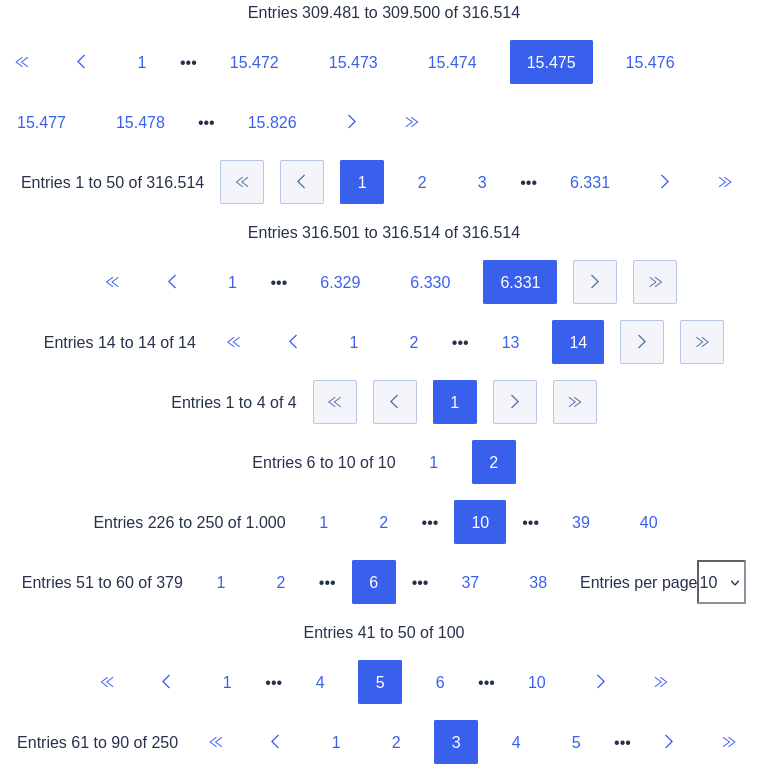 Entries 309.481 to 309.500 of 316.514
1 ••• 15.472 15.473 15.474 15.475 15.476
15.477 15.478 ••• 15.826
Entries 1 to 50 of 316.514 1 2 3 ••• 6.331
Entries 316.501 to 316.514 of 316.514
1 ••• 6.329 6.330 6.331
Entries 14 to 14 of 14 1 2 ••• 13 14
Entries 1 to 4 of 4 1
Entries 6 to 10 of 10 1 2
Entries 226 to 250 of 1.000 1 2 ••• 10 ••• 39 40
Entries 51 to 60 of 379 1 2 ••• 6 ••• 37 38 Entries per page 10
Entries 41 to 50 of 100
1 ••• 4 5 6 ••• 10
Entries 61 to 90 of 250 1 2 3 4 5 •••